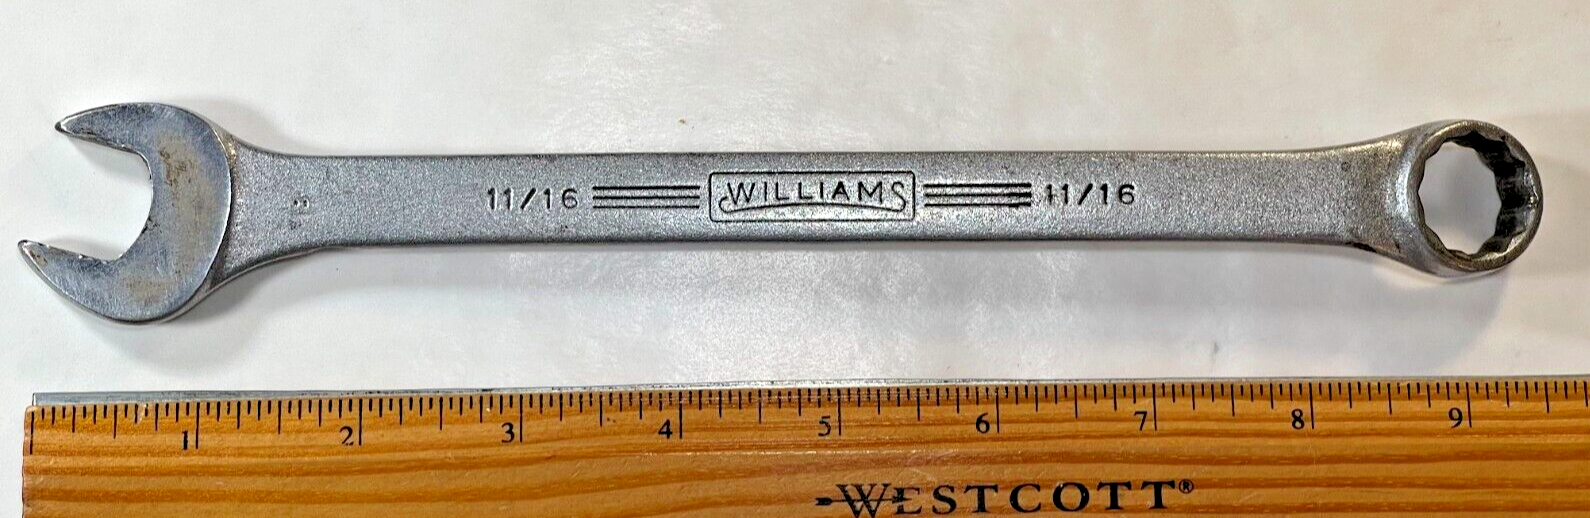 11/16 WILLIAMS 11/16
1 2 3 4 5 6 7 8 9
WESTCOTT®